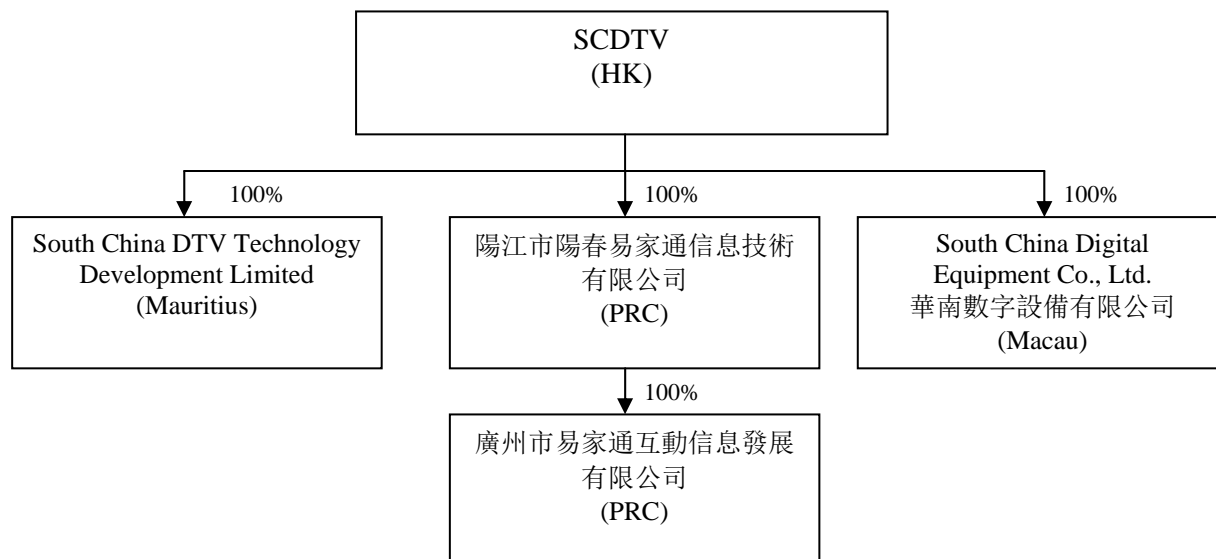 SCDTV
(HK)
100%
100%
100%
South China DTV Technology
Development Limited
(Mauritius)
陽江市陽春易家通信息技術
有限公司
(PRC)
South China Digital
Equipment Co., Ltd.
華南數字設備有限公司
(Macau)
100%
廣州市易家通互動信息發展
有限公司
(PRC)